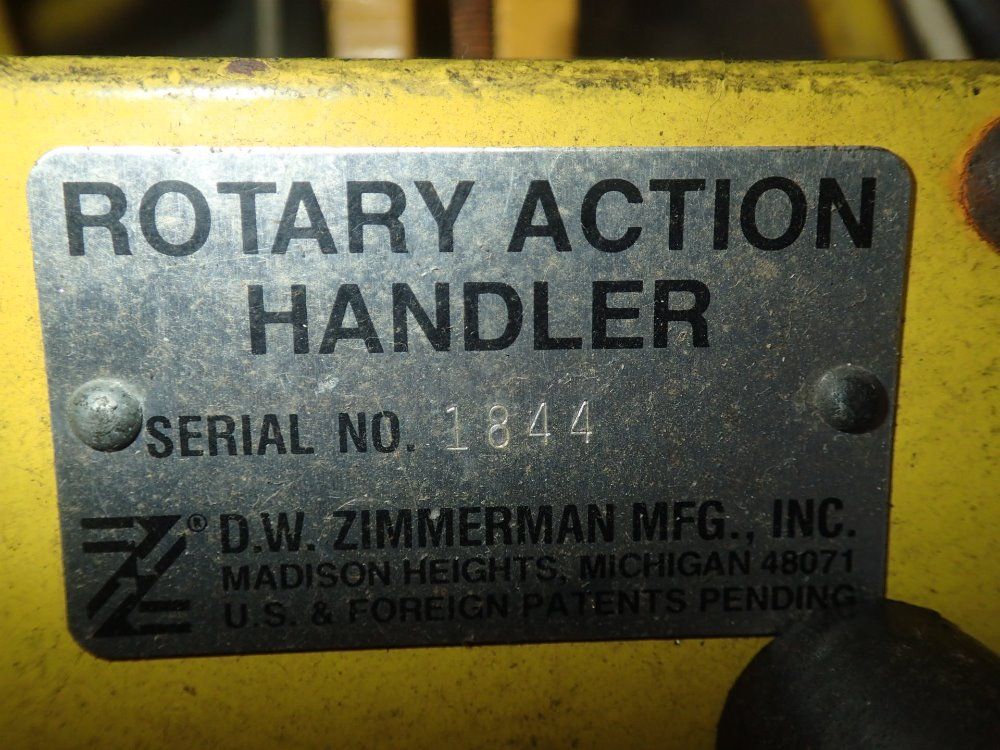 ROTARY ACTION
HANDLER
SERIAL NO. 1844
® D.W. ZIMMERMAN MFG., INC.
MADISON HEIGHTS, MICHIGAN 48071
U.S. & FOREIGN PATENTS PENDING